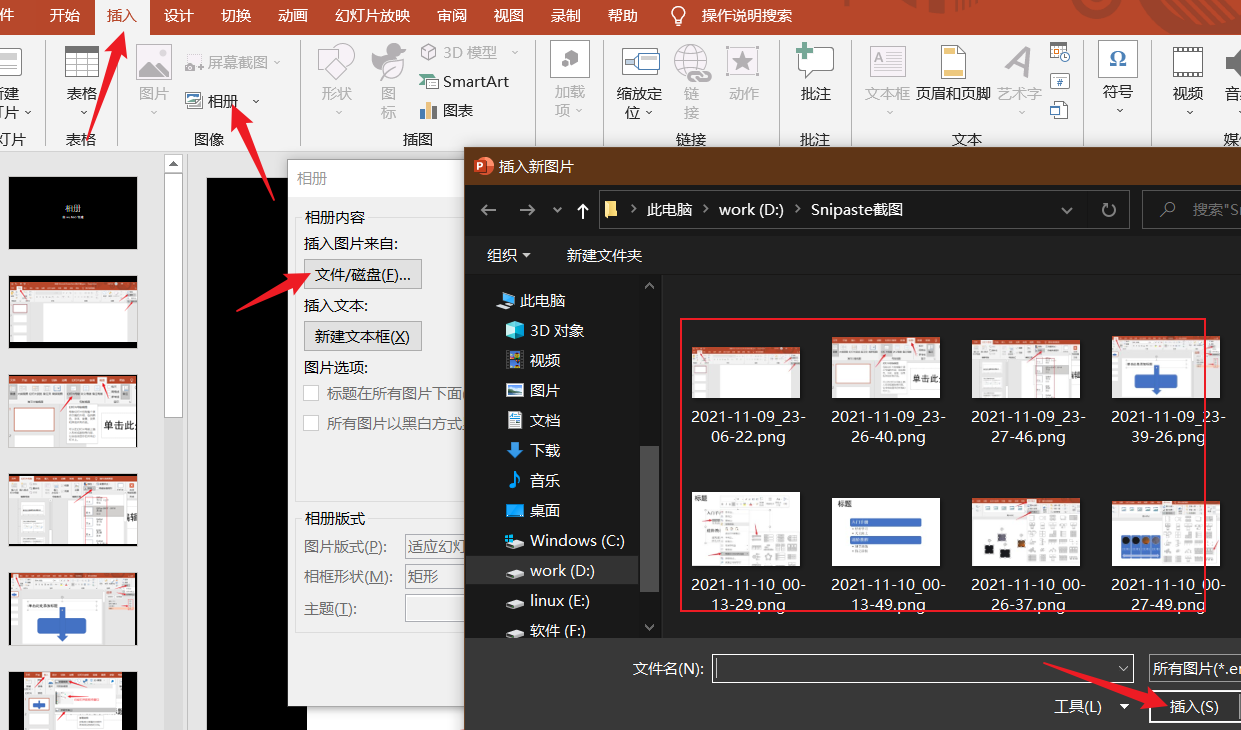 件 开始 插入 设计 切换 动画 幻灯片放映 审阅 视图 录制 帮助 操作说明搜索
表格 图片 屏幕截图 相册 形状 图标 3D 模型 SmartArt 图表 加载项 缩放定位 链接 动作 批注 文本框 页眉和页脚 艺术字 符号 视频
表格 图像 插图 链接 批注 文本
相册
相册
相册内容
插入图片来自:
文件/磁盘(F)...
插入文本:
新建文本框(X)
图片选项:
标题在所有图片下面
所有图片以黑白方式
相册版式
图片版式(P): 适应幻灯
相框形状(M): 矩形
主题(T):
插入新图片
此电脑 work (D:) Snipaste截图
搜索"Sn
组织 新建文件夹
此电脑
3D 对象
视频
图片
文档
下载
音乐
桌面
Windows (C:)
work (D:)
linux (E:)
软件 (F:)
2021-11-09_23-06-22.png
2021-11-09_23-26-40.png
2021-11-09_23-27-46.png
2021-11-09_23-39-26.png
2021-11-10_00-13-29.png
2021-11-10_00-13-49.png
2021-11-10_00-26-37.png
2021-11-10_00-27-49.png
文件名(N): 所有图片(*.e
工具(L) 插入(S)